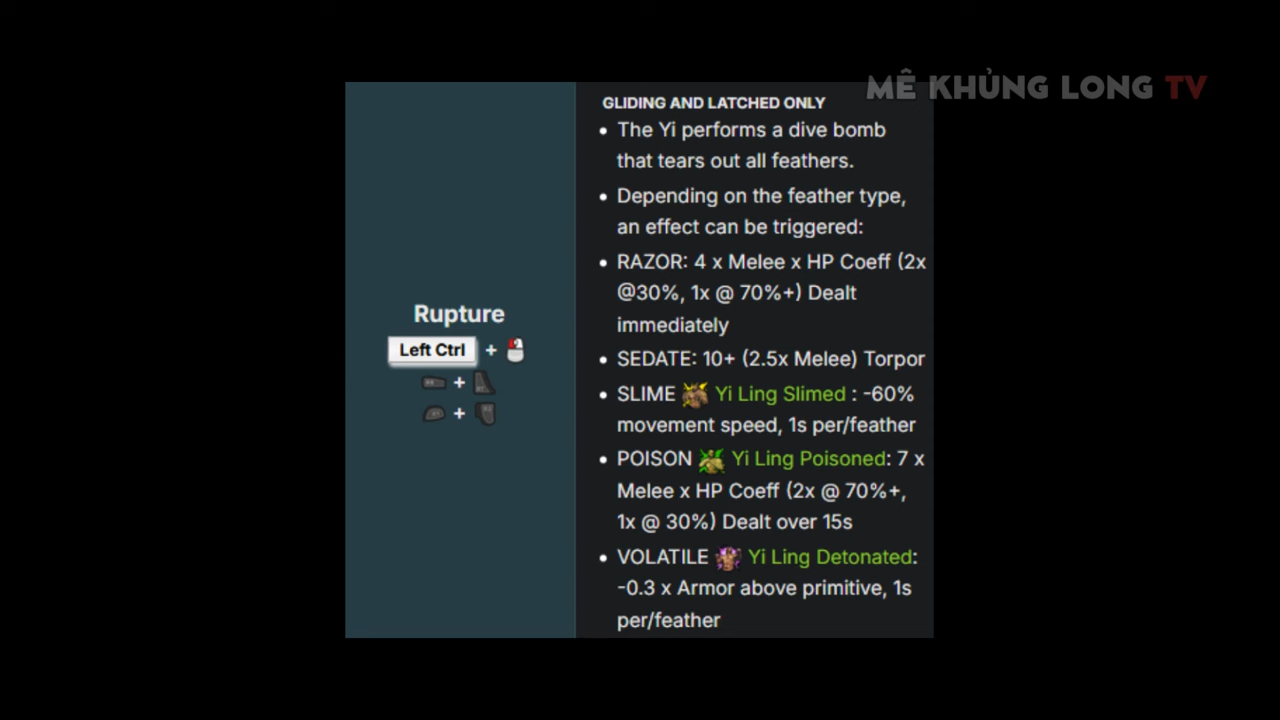 MÊ KHỦNG LONG TV
GLIDING AND LATCHED ONLY
• The Yi performs a dive bomb
that tears out all feathers.
• Depending on the feather type,
an effect can be triggered:
• RAZOR: 4 x Melee x HP Coeff (2x
@30%, 1x @ 70%+) Dealt
immediately
Rupture
Left Ctrl +
+
+
• SEDATE: 10+ (2.5x Melee) Torpor
• SLIME Yi Ling Slimed : -60%
movement speed, 1s per/feather
• POISON Yi Ling Poisoned: 7 x
Melee x HP Coeff (2x @ 70%+,
1x @ 30%) Dealt over 15s
• VOLATILE Yi Ling Detonated:
-0.3 x Armor above primitive, 1s
per/feather